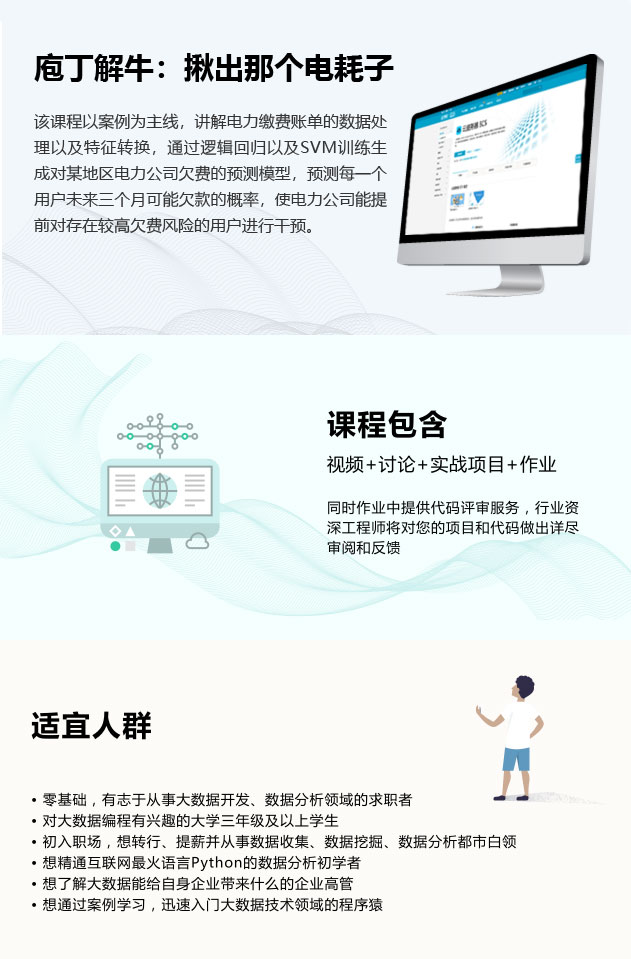 庖丁解牛：揪出那个电耗子
该课程以案例为主线，讲解电力缴费账单的数据处
理以及特征转换，通过逻辑回归以及SVM训练生
成对某地区电力公司欠费的预测模型，预测每一个
用户未来三个月可能欠款的概率，使电力公司能提
前对存在较高欠费风险的用户进行干预。
课程包含
视频+讨论+实战项目+作业
同时作业中提供代码评审服务，行业资
深工程师将对您的项目和代码做出详尽
审阅和反馈
适宜人群
• 零基础，有志于从事大数据开发、数据分析领域的求职者
• 对大数据编程有兴趣的大学三年级及以上学生
• 初入职场，想转行、提薪并从事数据收集、数据挖掘、数据分析都市白领
• 想精通互联网最火语言Python的数据分析初学者
• 想了解大数据能给自身企业带来什么的企业高管
• 想通过案例学习，迅速入门大数据技术领域的程序猿